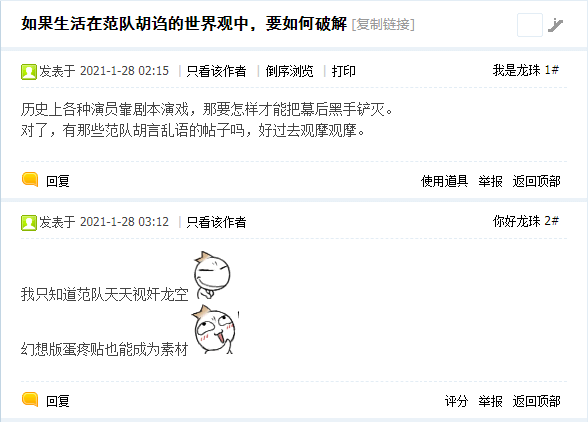 如果生活在范队胡诌的世界观中，要如何破解 [复制链接]
发表于 2021-1-28 02:15 |只看该作者 |倒序浏览 |打印 我是龙珠 1#
历史上各种演员靠剧本演戏，那要怎样才能把幕后黑手铲灭。
对了，有那些范队胡言乱语的帖子吗，好过去观摩观摩。
回复 使用道具 举报 返回顶部
发表于 2021-1-28 03:12 |只看该作者 你好龙珠 2#
我只知道范队天天视奸龙空
幻想版蛋疼贴也能成为素材
回复 评分 举报 返回顶部